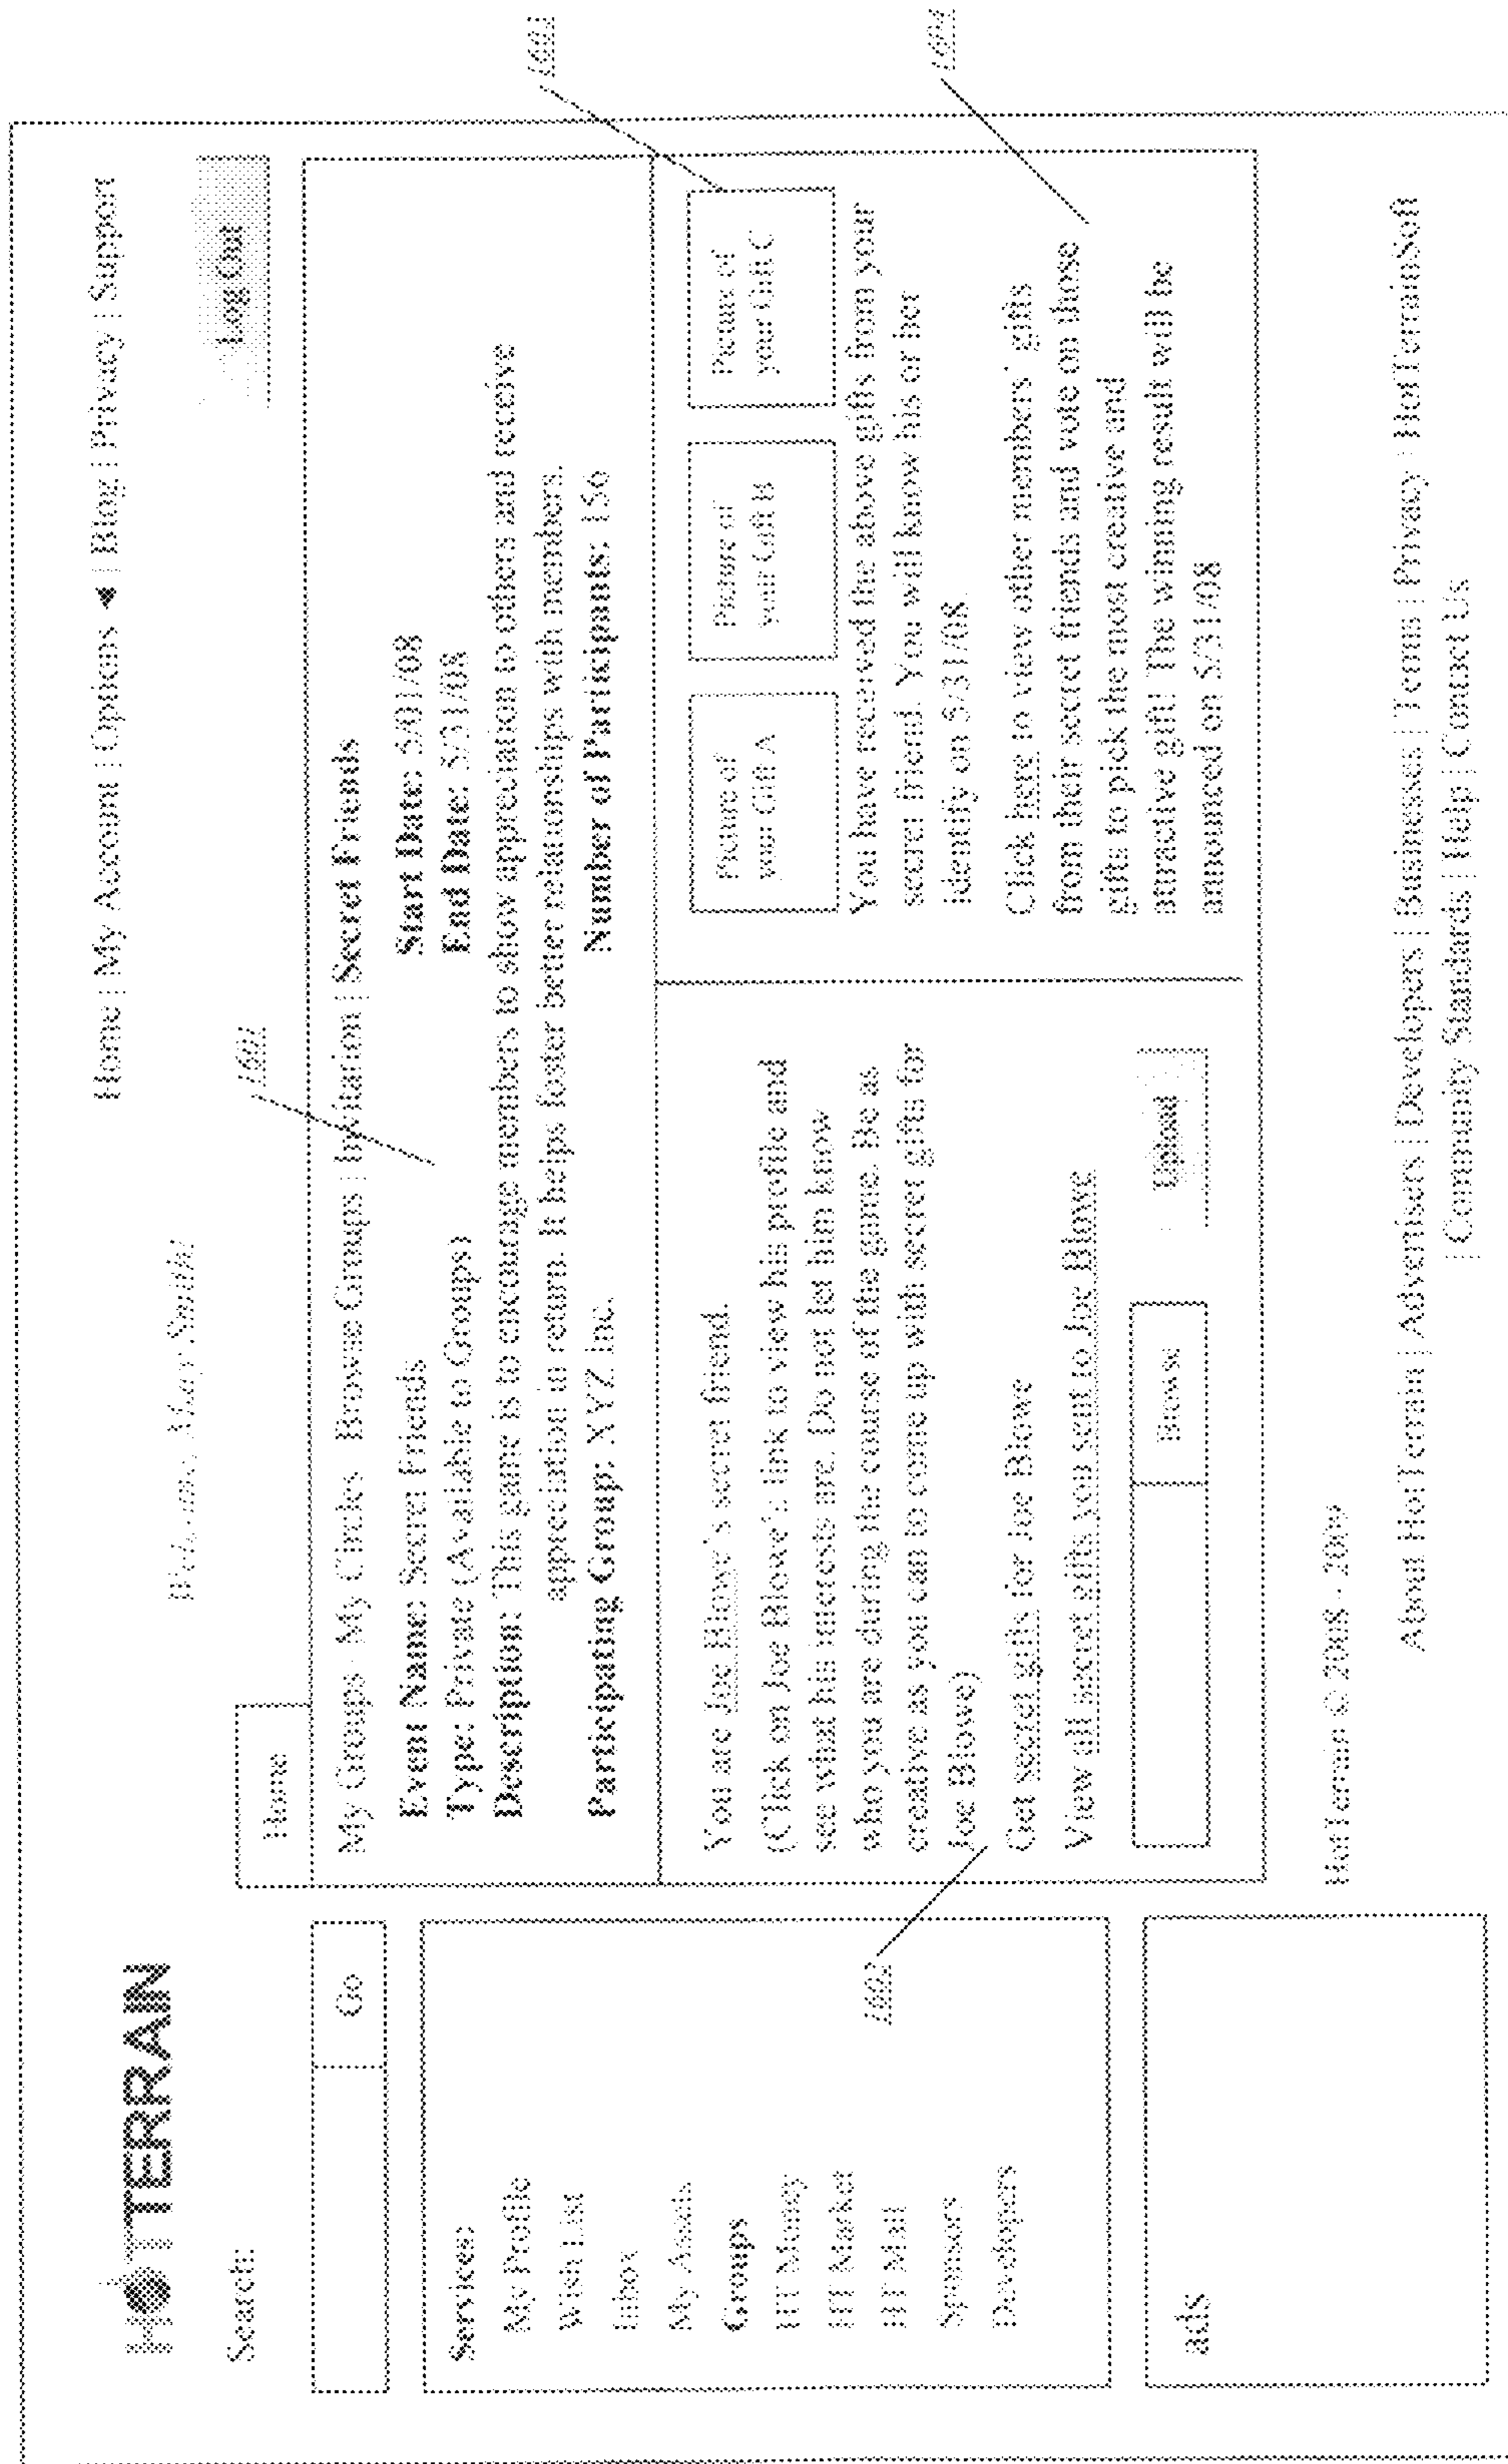 HOTTERRAIN
Home | My Account | Options ◀ | Blog | Privacy | Support
Welcome, Mary Smith!
Log Out
Search:
Go
Home
1601
1603
1604
1602
My Groups My Circles Browse Groups | Invitation | Secret Friends
Event Name: Secret Friends
Start Date: 5/01/08
Type: Private (Available to Groups)
End Date: 5/31/08
Description: This game is to encourage members to show appreciation to others and receive
appreciation in return. It helps foster better relationships with members.
Participating Group: XYZ Inc.
Number of Participants: 156
Services:
My Profile
Wish List
Inbox
My Assets
Groups
HT Money
HT Market
HT Mall
Sponsors
Developers
ads
You are Joe Blowe's secret friend.
(Click on Joe Blowe's link to view his profile and
see what his interests are. Do not let him know
who you are during the course of the game. Be as
creative as you can to come up with secret gifts for
Joe Blowe)
Get secret gifts for Joe Blowe
View all secret gifts you sent to Joe Blowe
Browse
Upload
Picture of
your Gift A
Picture of
your Gift B
Picture of
your Gift C
You have received the above gifts from your
secret friend. You will know his or her
identify on 5/31/08.
Click here to view other members' gifts
from their secret friends and vote on those
gifts to pick the most creative and
attractive gift! The winning result will be
announced on 5/31/08
HotTerrain © 2008 - 2009
About HotTerrain | Advertisers | Developers | Businesses | Terms | Privacy | HotTerrainSoft
| Community Standards | Help | Contact Us